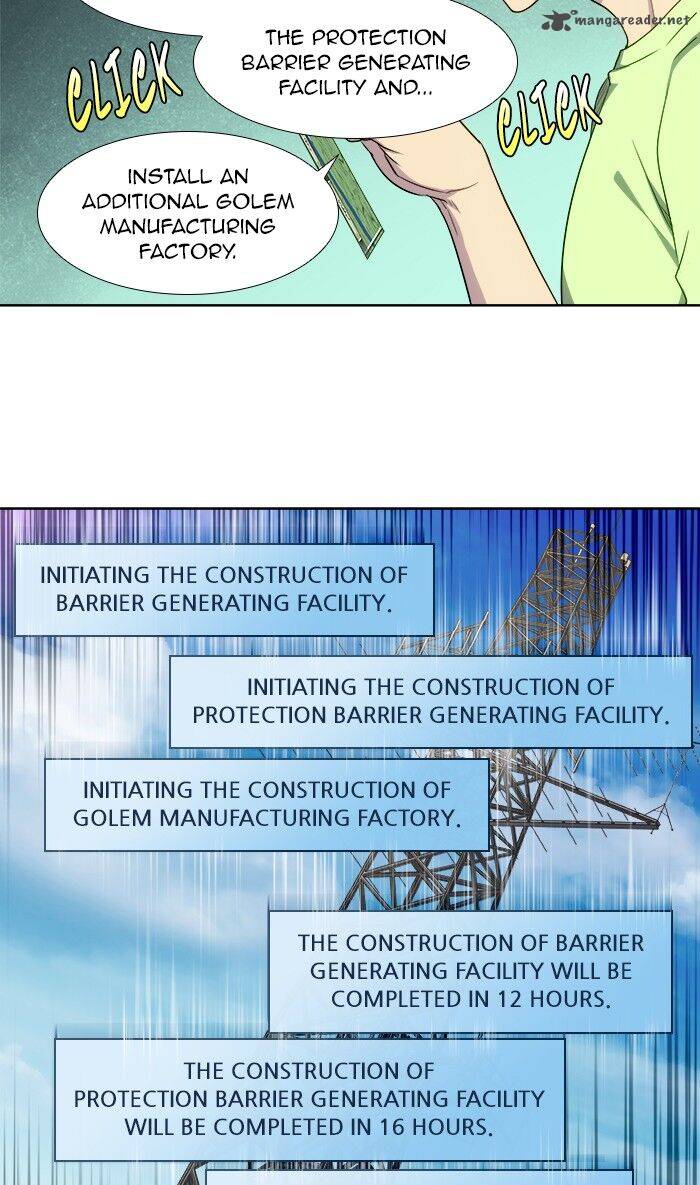 mangareader.net
THE PROTECTION
BARRIER GENERATING
FACILITY AND...
CLICK
CLICK
INSTALL AN
ADDITIONAL GOLEM
MANUFACTURING
FACTORY.
INITIATING THE CONSTRUCTION OF
BARRIER GENERATING FACILITY.
INITIATING THE CONSTRUCTION OF
PROTECTION BARRIER GENERATING FACILITY.
INITIATING THE CONSTRUCTION OF
GOLEM MANUFACTURING FACTORY.
THE CONSTRUCTION OF BARRIER
GENERATING FACILITY WILL BE
COMPLETED IN 12 HOURS.
THE CONSTRUCTION OF
PROTECTION BARRIER GENERATING FACILITY
WILL BE COMPLETED IN 16 HOURS.